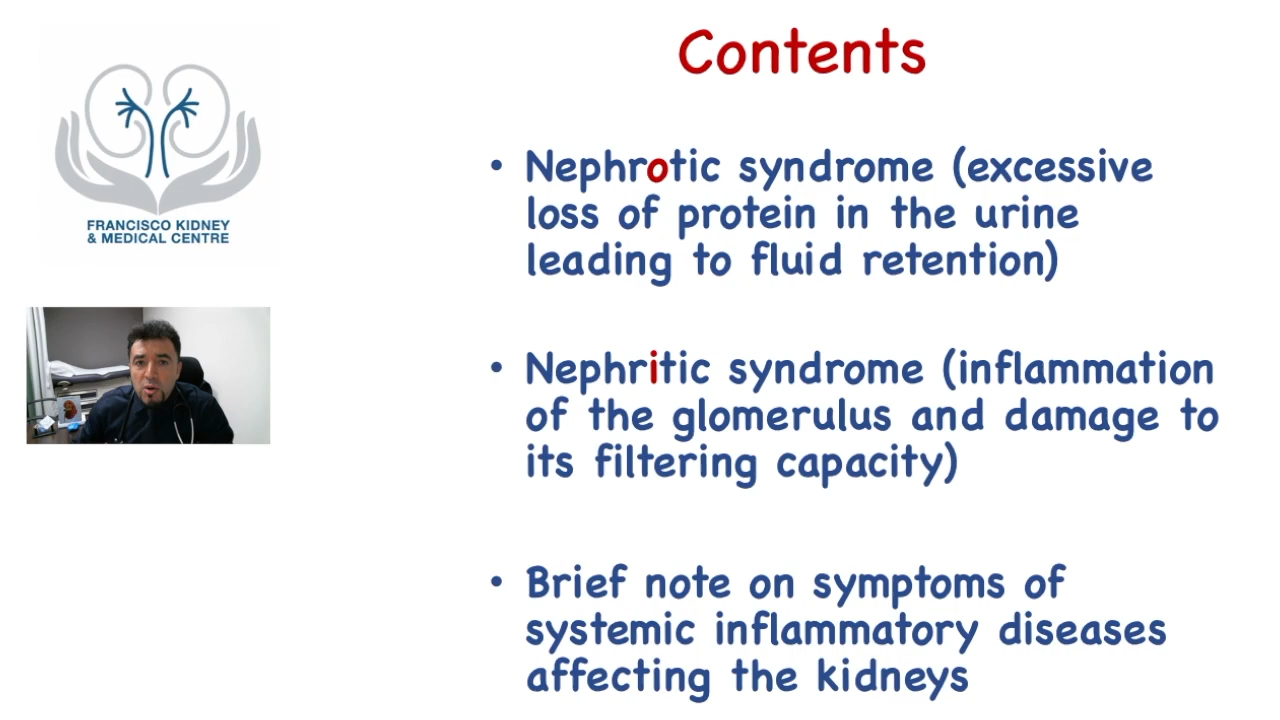 Contents
FRANCISCO KIDNEY
& MEDICAL CENTRE
• Nephrotic syndrome (excessive
loss of protein in the urine
leading to fluid retention)
• Nephritic syndrome (inflammation
of the glomerulus and damage to
its filtering capacity)
• Brief note on symptoms of
systemic inflammatory diseases
affecting the kidneys